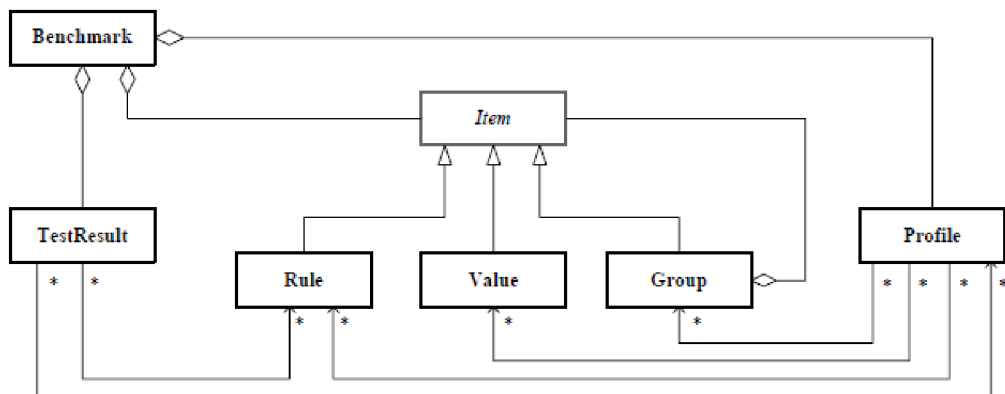 Benchmark
Item
TestResult
Profile
Rule
Value
Group
* *
* * * *
* * * *